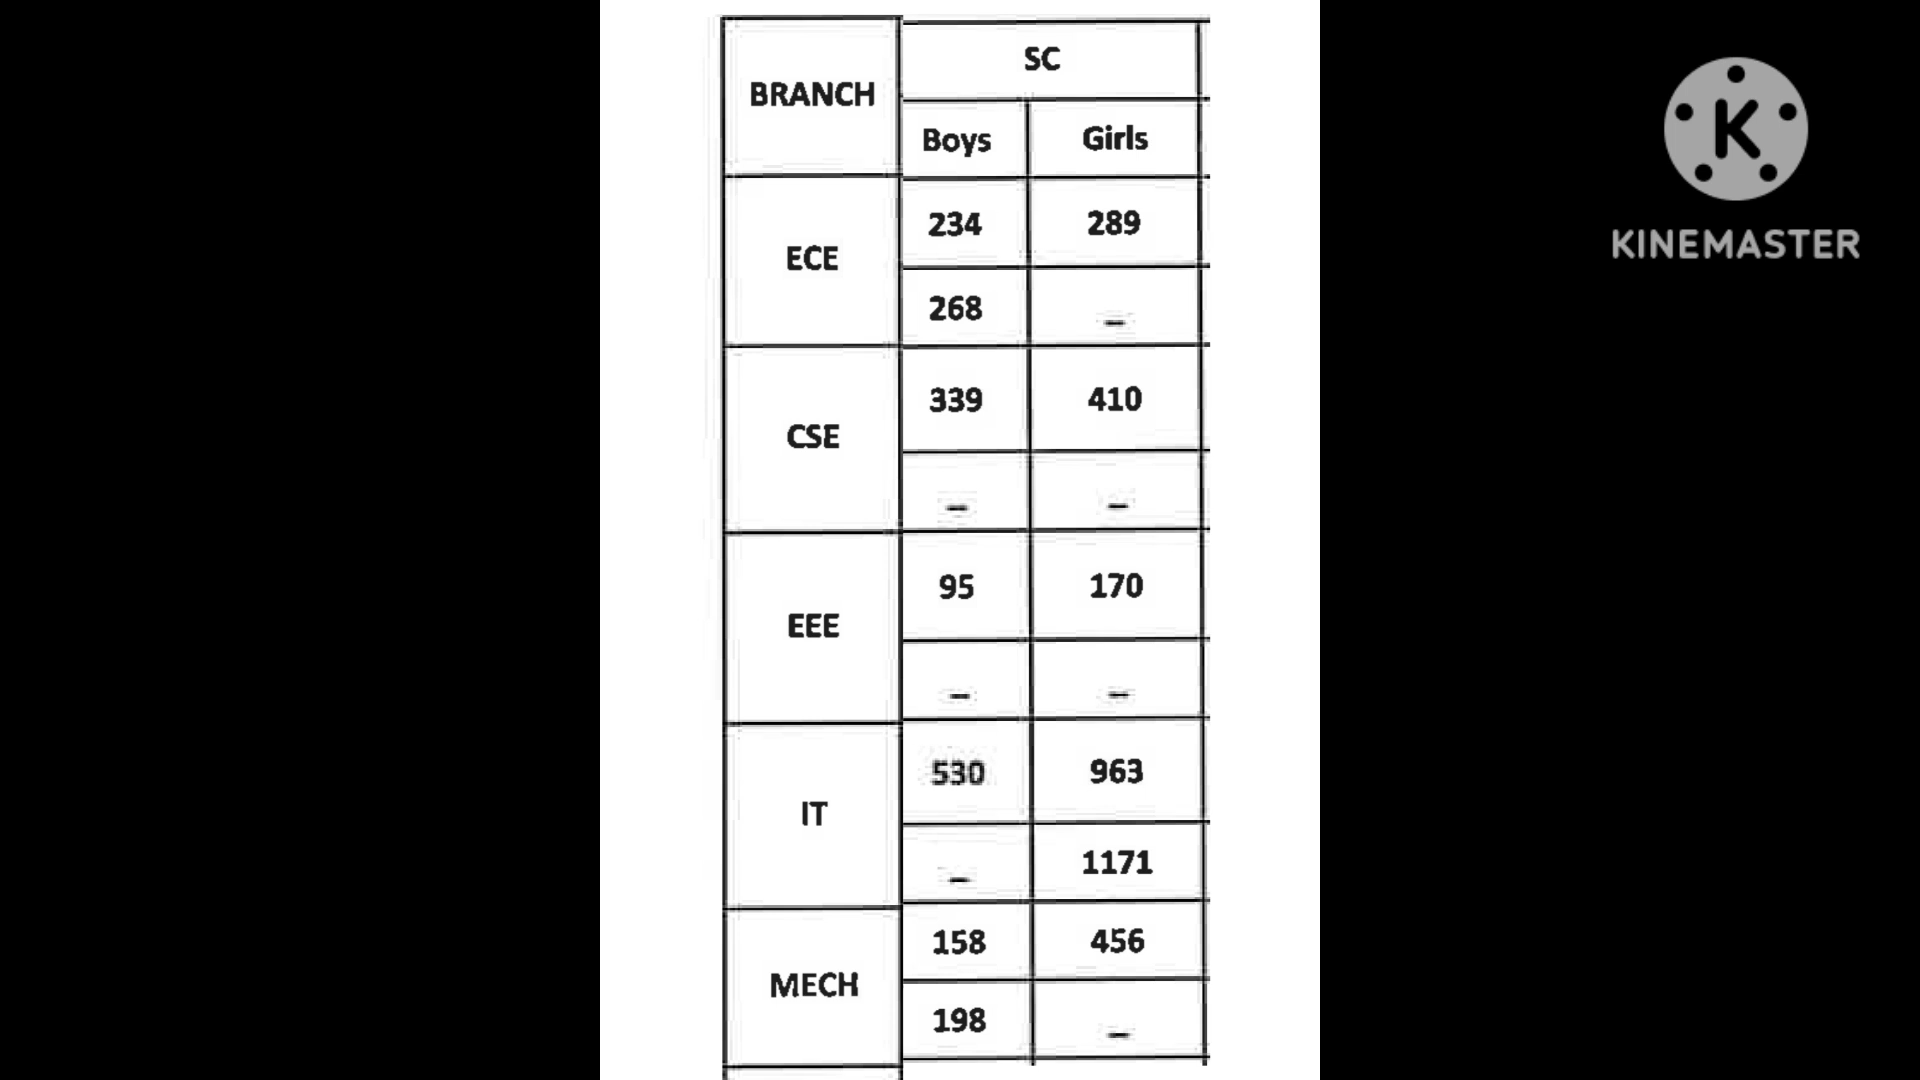 BRANCH SC
Boys Girls
ECE 234 289
268 _
CSE 339 410
_ _
EEE 95 170
_ _
IT 530 963
_ 1171
MECH 158 456
198 _
K
KINEMASTER